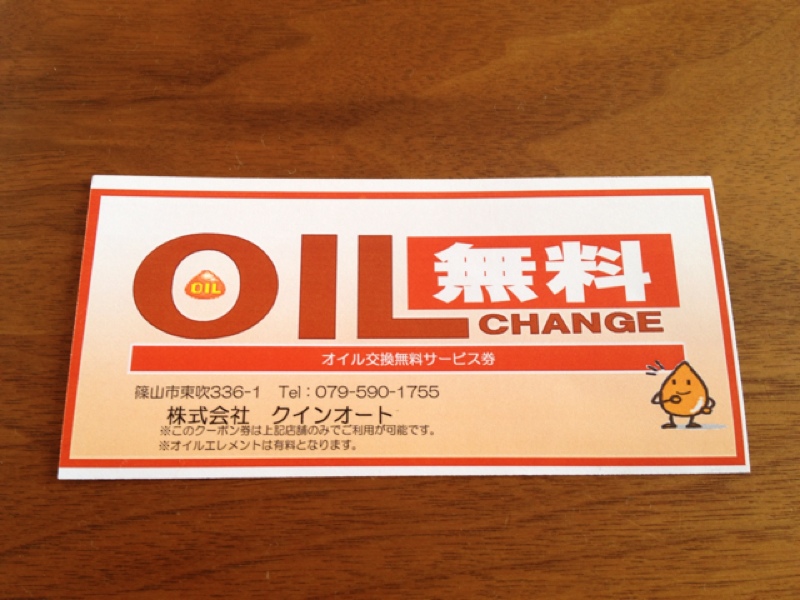 OIL 無料
OIL
CHANGE
オイル交換無料サービス券
篠山市東吹336-1 Tel：079-590-1755
株式会社 クインオート
※このクーポン券は上記店舗のみでご利用が可能です。
※オイルエレメントは有料となります。